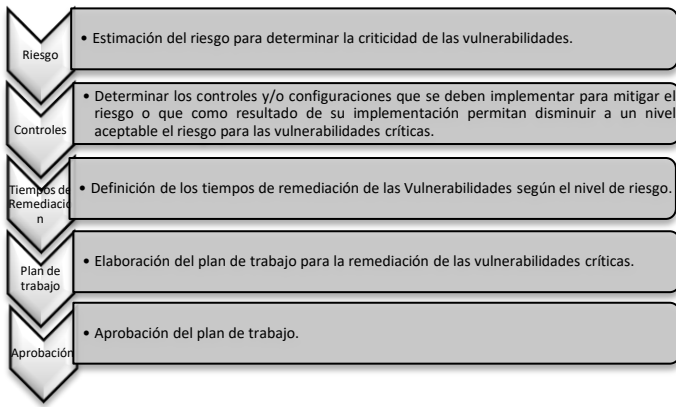 Riesgo
• Estimación del riesgo para determinar la criticidad de las vulnerabilidades.
Controles
• Determinar los controles y/o configuraciones que se deben implementar para mitigar el
riesgo o que como resultado de su implementación permitan disminuir a un nivel
aceptable el riesgo para las vulnerabilidades críticas.
Tiempos de
Remediació
n
• Definición de los tiempos de remediación de las Vulnerabilidades según el nivel de riesgo.
Plan de
trabajo
• Elaboración del plan de trabajo para la remediación de las vulnerabilidades críticas.
Aprobación
• Aprobación del plan de trabajo.